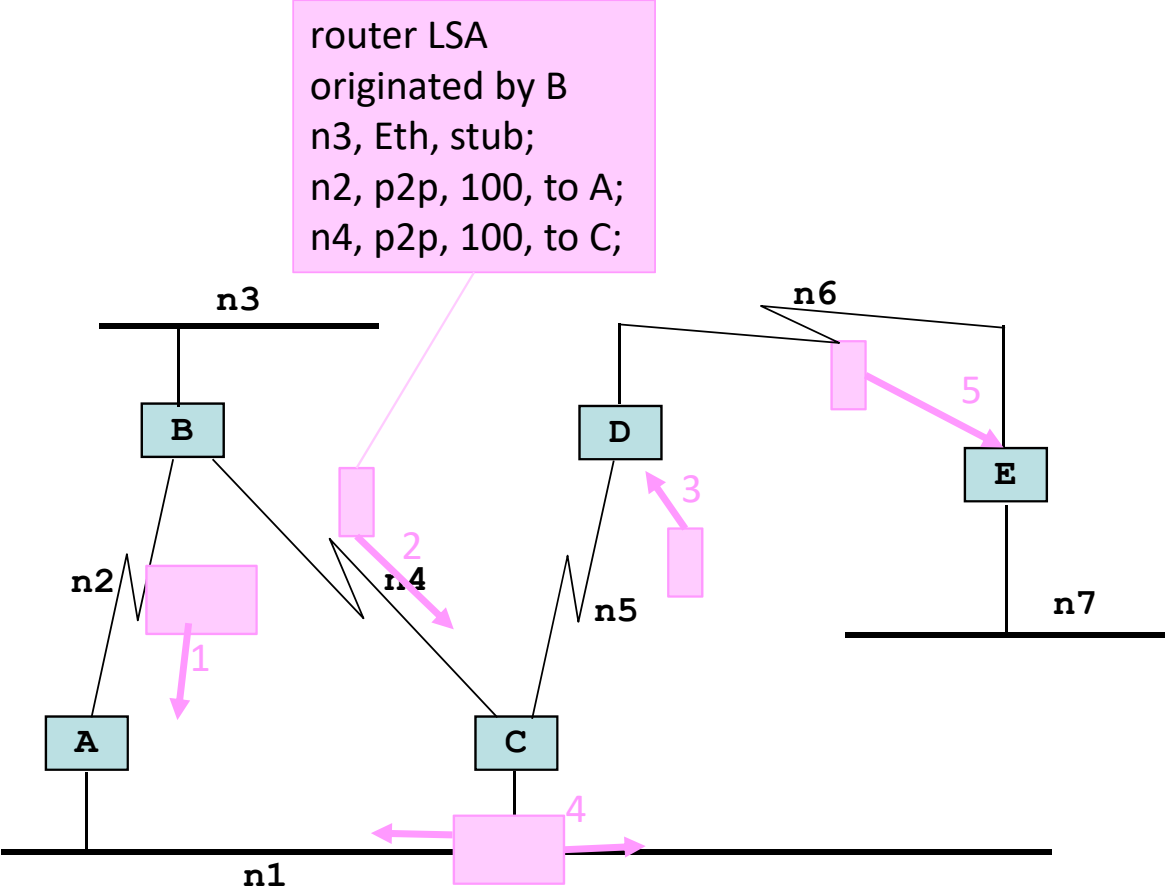 router LSA
originated by B
n3, Eth, stub;
n2, p2p, 100, to A;
n4, p2p, 100, to C;
n3
n6
5
B
D
E
3
2
n2
n4
n5
n7
1
A
C
4
n1